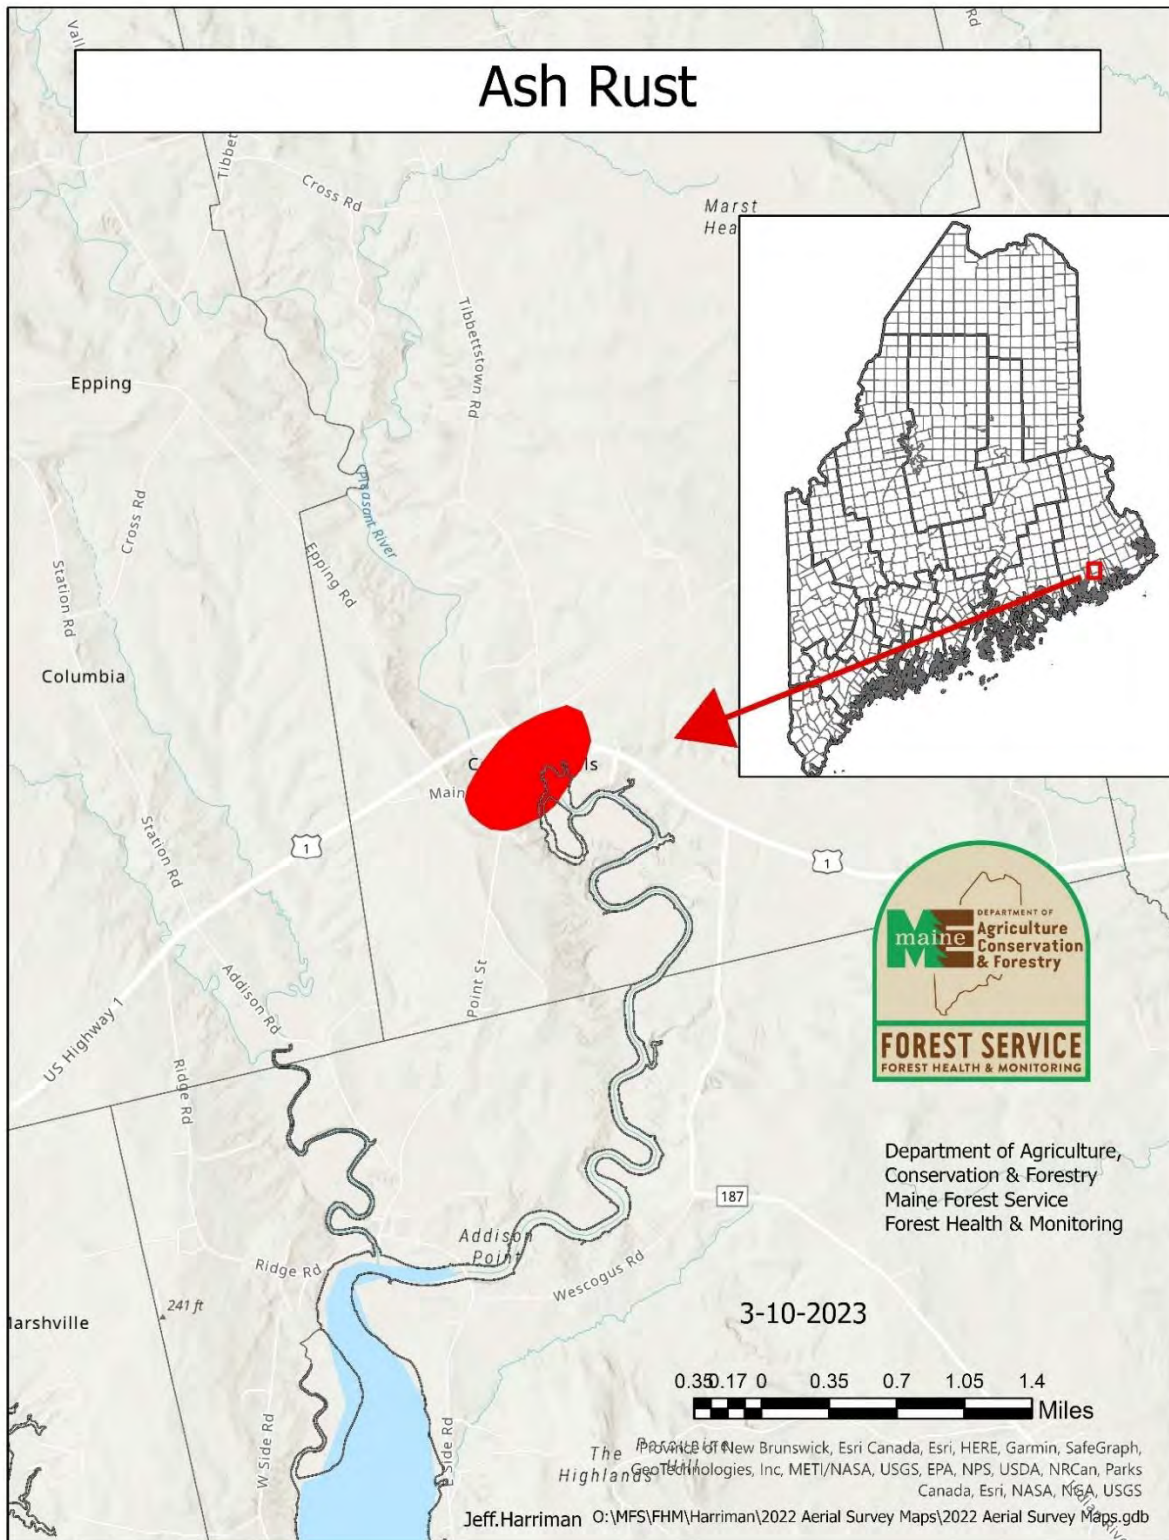 Ash Rust
Rd
Cross Rd
Marst
Hea
Tibbettstown Rd
Epping
Pleasant River
Cross Rd
Epping Rd
Station Rd
Columbia
C
ls
Main
1
Station Rd
1
DEPARTMENT OF
maine
Agriculture
Conservation
& Forestry
FOREST SERVICE
FOREST HEALTH & MONITORING
Addison Rd
Point St
US Highway 1
Ridge Rd
Department of Agriculture,
Conservation & Forestry
Maine Forest Service
Forest Health & Monitoring
187
Addison
Point
Ridge Rd
Wescogus Rd
241 ft
arshville
3-10-2023
0.35 0.17 0 0.35 0.7 1.05 1.4
Miles
W Side Rd
E Side Rd
The
Highlands
Province of New Brunswick, Esri Canada, Esri, HERE, Garmin, SafeGraph,
GeoTechnologies, Inc, METI/NASA, USGS, EPA, NPS, USDA, NRCan, Parks
Canada, Esri, NASA, NGA, USGS
Jeff.Harriman O:\MFS\FHM\Harriman\2022 Aerial Survey Maps\2022 Aerial Survey Maps.gdb